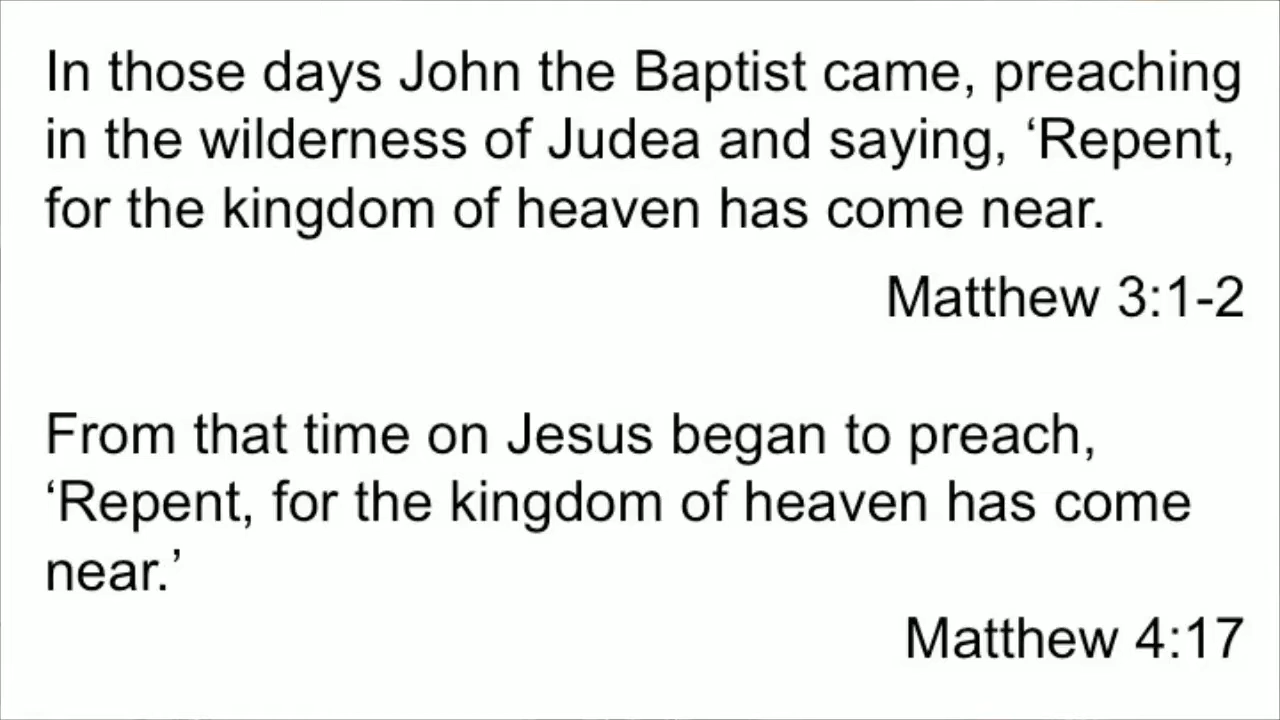 In those days John the Baptist came, preaching
in the wilderness of Judea and saying, ‘Repent,
for the kingdom of heaven has come near.
Matthew 3:1-2
From that time on Jesus began to preach,
‘Repent, for the kingdom of heaven has come
near.’
Matthew 4:17